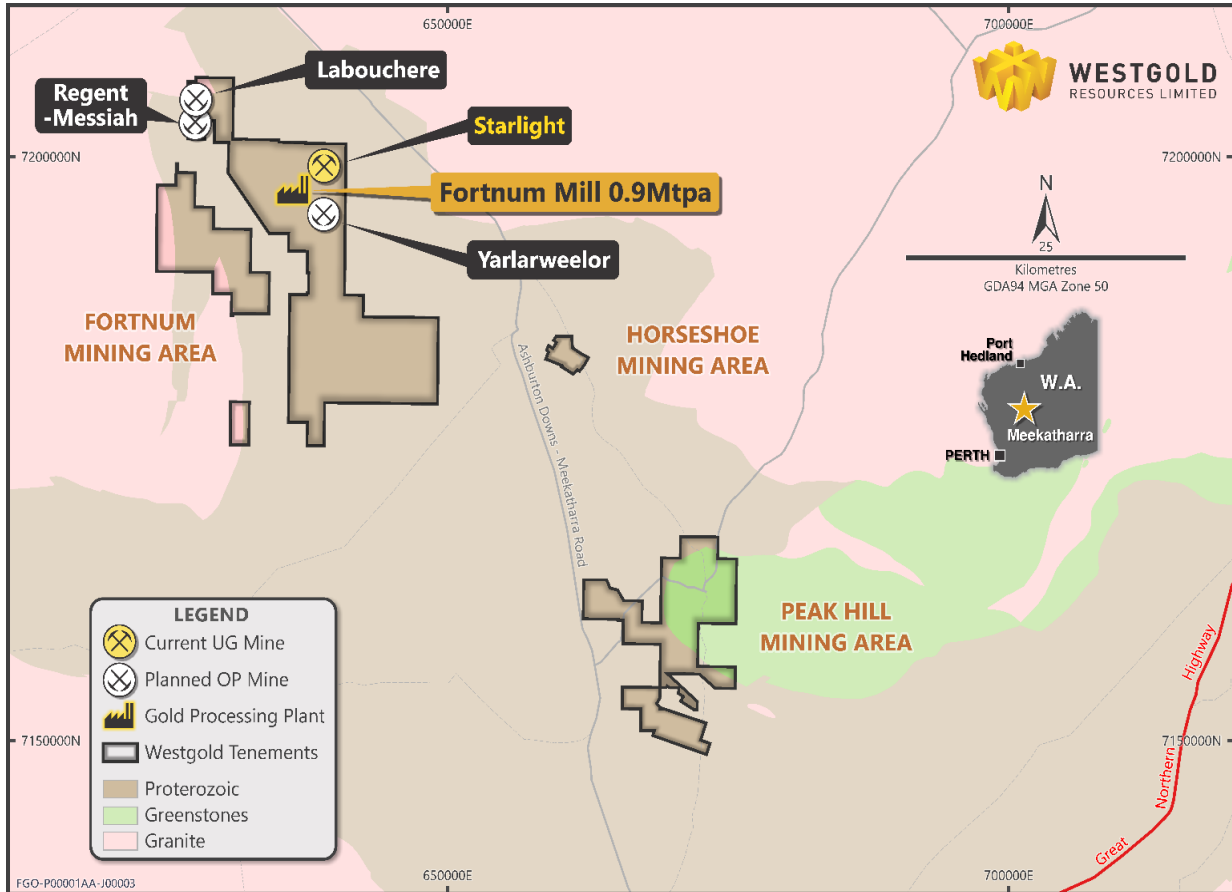 650000E
700000E
WESTGOLD
RESOURCES LIMITED
Labouchere
Regent
-Messiah
Starlight
7200000N
7200000N
Fortnum Mill 0.9Mtpa
N
25
Kilometres
GDA94 MGA Zone 50
Yarlarweelor
FORTNUM
MINING AREA
HORSESHOE
MINING AREA
Ashburton Downs - Meekatharra Road
Port
Hedland
W.A.
Meekatharra
PERTH
PEAK HILL
MINING AREA
LEGEND
Current UG Mine
Planned OP Mine
Gold Processing Plant
Westgold Tenements
Proterozoic
Greenstones
Granite
7150000N
7150000N
Great Northern Highway
FGO-P00001AA-J00003
650000E
700000E